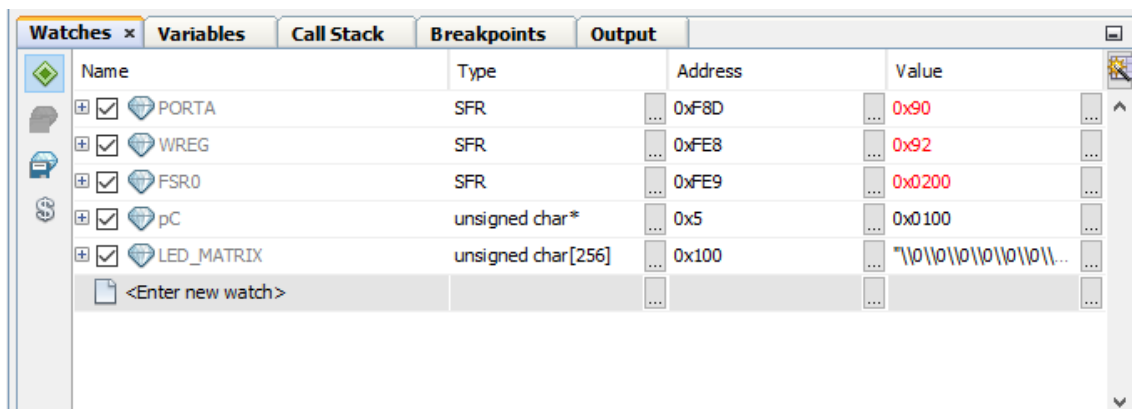 Watches × Variables Call Stack Breakpoints Output
Name Type Address Value
PORTA SFR ... 0xF8D ... 0x90 ...
WREG SFR ... 0xFE8 ... 0x92 ...
FSR0 SFR ... 0xFE9 ... 0x0200 ...
pC unsigned char* ... 0x5 ... 0x0100 ...
LED_MATRIX unsigned char[256] ... 0x100 ... "\\0\\0\\0\\0\\0\\0\\... ...
<Enter new watch> ... ... ...